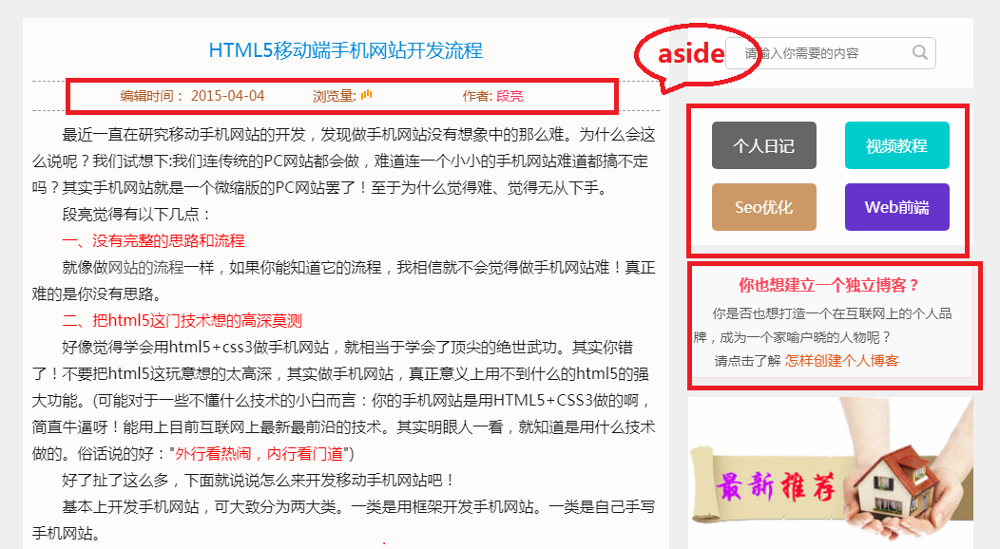 HTML5移动端手机网站开发流程
编辑时间： 2015-04-04 浏览量: 作者: 段亮
最近一直在研究移动手机网站的开发，发现做手机网站没有想象中的那么难。为什么会这
么说呢？我们试想下:我们连传统的PC网站都会做，难道连一个小小的手机网站难道都搞不定
吗？其实手机网站就是一个微缩版的PC网站罢了！至于为什么觉得难、觉得无从下手。
段亮觉得有以下几点：
一、没有完整的思路和流程
就像做网站的流程一样，如果你能知道它的流程，我相信就不会觉得做手机网站难！真正
难的是你没有思路。
二、把html5这门技术想的高深莫测
好像觉得学会用html5+css3做手机网站，就相当于学会了顶尖的绝世武功。其实你错
了！不要把html5这玩意想的太高深，其实做手机网站，真正意义上用不到什么的html5的强
大功能。(可能对于一些不懂什么技术的小白而言：你的手机网站是用HTML5+CSS3做的啊，
简直牛逼呀！能用上目前互联网上最新最前沿的技术。其实明眼人一看，就知道是用什么技术
做的。俗话说的好："外行看热闹，内行看门道")
好了扯了这么多，下面就说说怎么来开发移动手机网站吧！
基本上开发手机网站，可大致分为两大类。一类是用框架开发手机网站。一类是自己手写
手机网站。
aside
请输入你需要的内容
个人日记 视频教程
Seo优化 Web前端
你也想建立一个独立博客？
你是否也想打造一个在互联网上的个人品
牌，成为一个家喻户晓的人物呢？
请点击了解 怎样创建个人博客
最新推荐